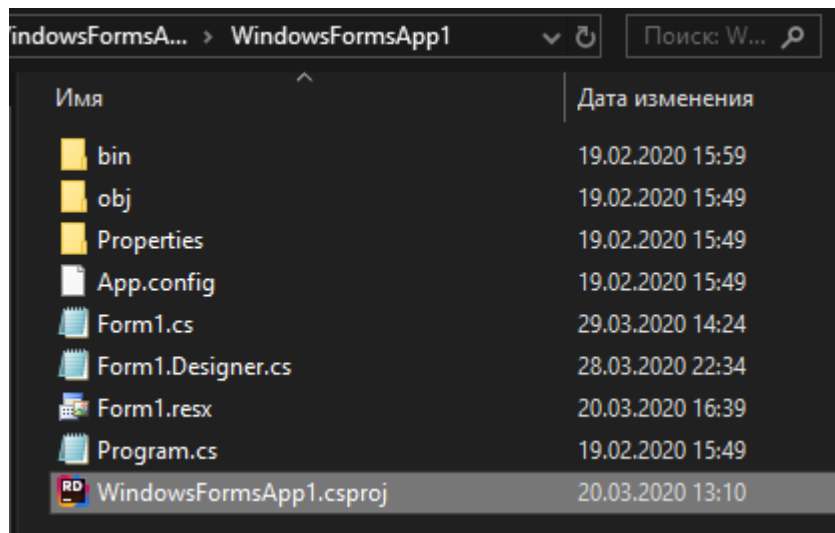 indowsFormsA... › WindowsFormsApp1 Поиск: W...
Имя Дата изменения
bin 19.02.2020 15:59
obj 19.02.2020 15:49
Properties 19.02.2020 15:49
App.config 19.02.2020 15:49
Form1.cs 29.03.2020 14:24
Form1.Designer.cs 28.03.2020 22:34
Form1.resx 20.03.2020 16:39
Program.cs 19.02.2020 15:49
RD WindowsFormsApp1.csproj 20.03.2020 13:10